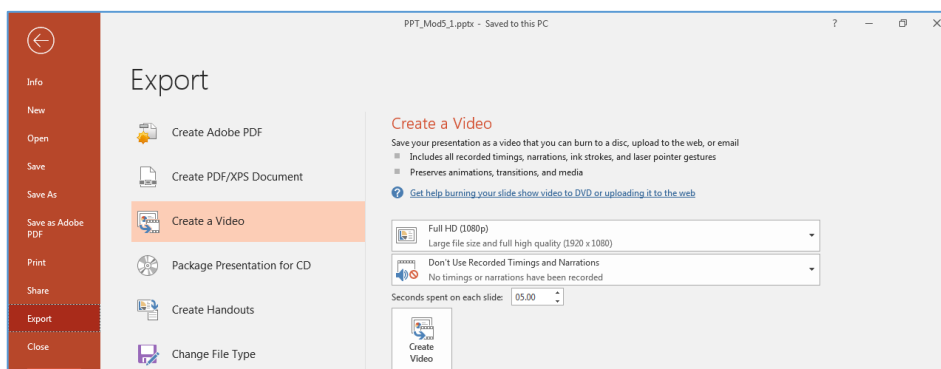 PPT_Mod5_1.pptx - Saved to this PC
?
Info
New
Open
Save
Save As
Save as Adobe
PDF
Print
Share
Export
Close
Export
Create Adobe PDF
Create PDF/XPS Document
Create a Video
Package Presentation for CD
Create Handouts
Change File Type
Create a Video
Save your presentation as a video that you can burn to a disc, upload to the web, or email
Includes all recorded timings, narrations, ink strokes, and laser pointer gestures
Preserves animations, transitions, and media
? Get help burning your slide show video to DVD or uploading it to the web
Full HD (1080p)
Large file size and full high quality (1920 x 1080)
Don't Use Recorded Timings and Narrations
No timings or narrations have been recorded
Seconds spent on each slide: 05.00
Create
Video